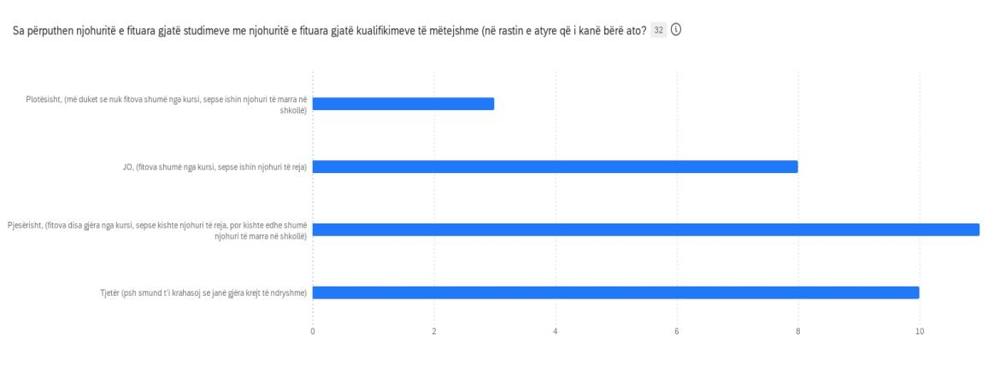 Sa përputhen njohuritë e fituara gjatë studimeve me njohuritë e fituara gjatë kualifikimeve të mëtejshme (në rastin e atyre që i kanë bërë ato? 32
Plotësisht, (më duket se nuk fitova shumë nga kursi, sepse ishin njohuri të marra në
shkollë)
JO, (fitova shumë nga kursi, sepse ishin njohuri të reja)
Pjesërisht, (fitova disa gjëra nga kursi, sepse kishte njohuri të reja, por kishte edhe shumë
njohuri të marra në shkollë)
Tjetër (psh smund t'i krahasoj se janë gjëra krejt të ndryshme)
0 2 4 6 8 10